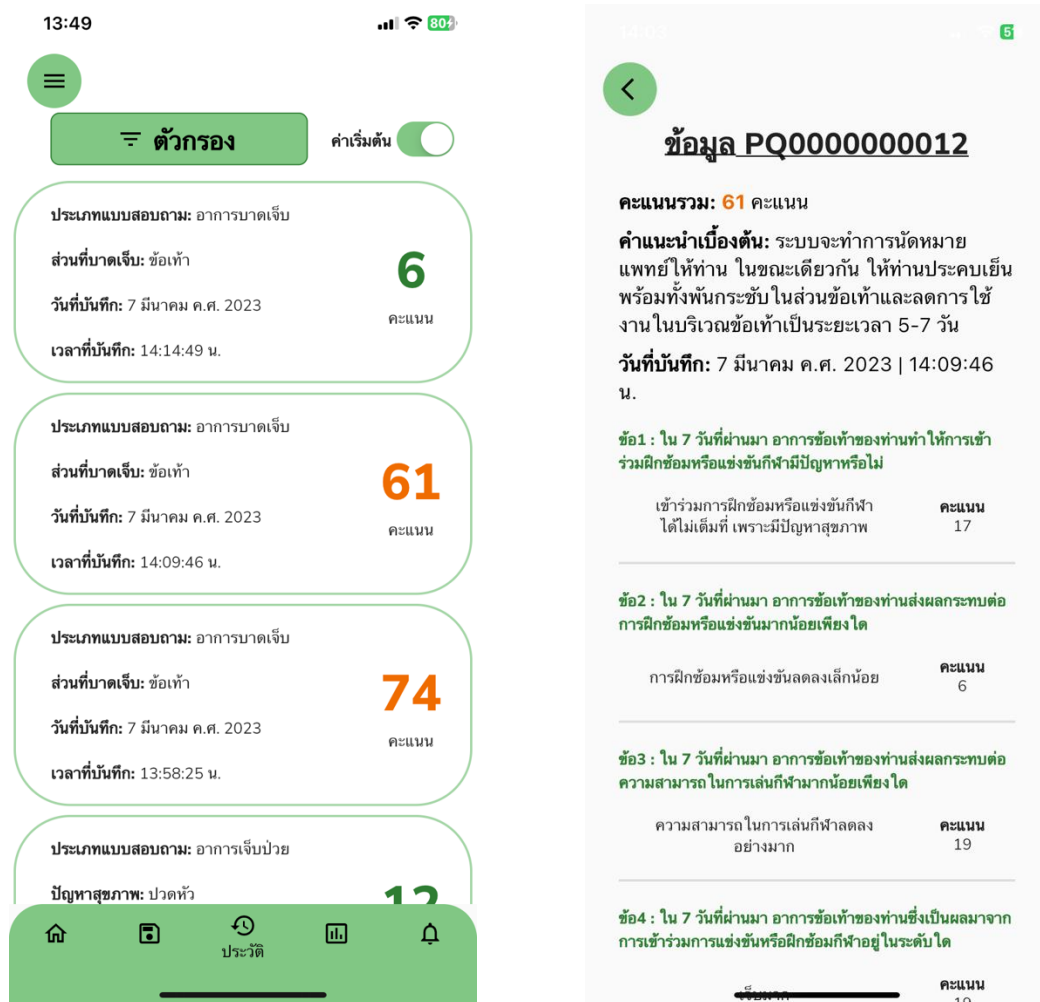 13:49
80
ตัวกรอง
ค่าเริ่มต้น
ประเภทแบบสอบถาม: อาการบาดเจ็บ
ส่วนที่บาดเจ็บ: ข้อเท้า
วันที่บันทึก: 7 มีนาคม ค.ศ. 2023
เวลาที่บันทึก: 14:14:49 น.
6
คะแนน
ประเภทแบบสอบถาม: อาการบาดเจ็บ
ส่วนที่บาดเจ็บ: ข้อเท้า
วันที่บันทึก: 7 มีนาคม ค.ศ. 2023
เวลาที่บันทึก: 14:09:46 น.
61
คะแนน
ประเภทแบบสอบถาม: อาการบาดเจ็บ
ส่วนที่บาดเจ็บ: ข้อเท้า
วันที่บันทึก: 7 มีนาคม ค.ศ. 2023
เวลาที่บันทึก: 13:58:25 น.
74
คะแนน
ประเภทแบบสอบถาม: อาการเจ็บป่วย
ปัญหาสุขภาพ: ปวดหัว
12
ประวัติ
14:03
ข้อมูล PQ0000000012
คะแนนรวม: 61 คะแนน
คำแนะนำเบื้องต้น: ระบบจะทำการนัดหมาย
แพทย์ให้ท่าน ในขณะเดียวกัน ให้ท่านประคบเย็น
พร้อมทั้งพันกระชับในส่วนข้อเท้าและลดการใช้
งานในบริเวณข้อเท้าเป็นระยะเวลา 5-7 วัน
วันที่บันทึก: 7 มีนาคม ค.ศ. 2023 | 14:09:46
น.
ข้อ1 : ใน 7 วันที่ผ่านมา อาการข้อเท้าของท่านทำให้การเข้า
ร่วมฝึกซ้อมหรือแข่งขันกีฬามีปัญหาหรือไม่
เข้าร่วมการฝึกซ้อมหรือแข่งขันกีฬา
ได้ไม่เต็มที่ เพราะมีปัญหาสุขภาพ
คะแนน
17
ข้อ2 : ใน 7 วันที่ผ่านมา อาการข้อเท้าของท่านส่งผลกระทบต่อ
การฝึกซ้อมหรือแข่งขันมากน้อยเพียงใด
การฝึกซ้อมหรือแข่งขันลดลงเล็กน้อย
คะแนน
6
ข้อ3 : ใน 7 วันที่ผ่านมา อาการข้อเท้าของท่านส่งผลกระทบต่อ
ความสามารถในการเล่นกีฬามากน้อยเพียงใด
ความสามารถในการเล่นกีฬาลดลง
อย่างมาก
คะแนน
19
ข้อ4 : ใน 7 วันที่ผ่านมา อาการข้อเท้าของท่านซึ่งเป็นผลมาจาก
การเข้าร่วมการแข่งขันหรือฝึกซ้อมกีฬาอยู่ในระดับใด
เจ็บมาก
คะแนน
19